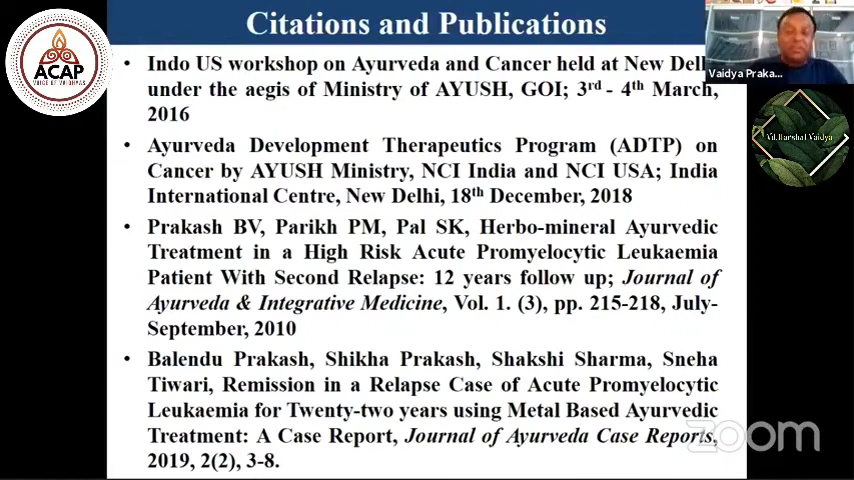 Citations and Publications
ACAP
VOICE OF VAIDHYAS
Vaidya Praka...
Vd.Harshal Vaidya
• Indo US workshop on Ayurveda and Cancer held at New Delhi
under the aegis of Ministry of AYUSH, GOI; 3rd - 4th March,
2016
• Ayurveda Development Therapeutics Program (ADTP) on
Cancer by AYUSH Ministry, NCI India and NCI USA; India
International Centre, New Delhi, 18th December, 2018
• Prakash BV, Parikh PM, Pal SK, Herbo-mineral Ayurvedic
Treatment in a High Risk Acute Promyelocytic Leukaemia
Patient With Second Relapse: 12 years follow up; Journal of
Ayurveda & Integrative Medicine, Vol. 1. (3), pp. 215-218, July-
September, 2010
• Balendu Prakash, Shikha Prakash, Shakshi Sharma, Sneha
Tiwari, Remission in a Relapse Case of Acute Promyelocytic
Leukaemia for Twenty-two years using Metal Based Ayurvedic
Treatment: A Case Report, Journal of Ayurveda Case Reports,
2019, 2(2), 3-8.
zoom